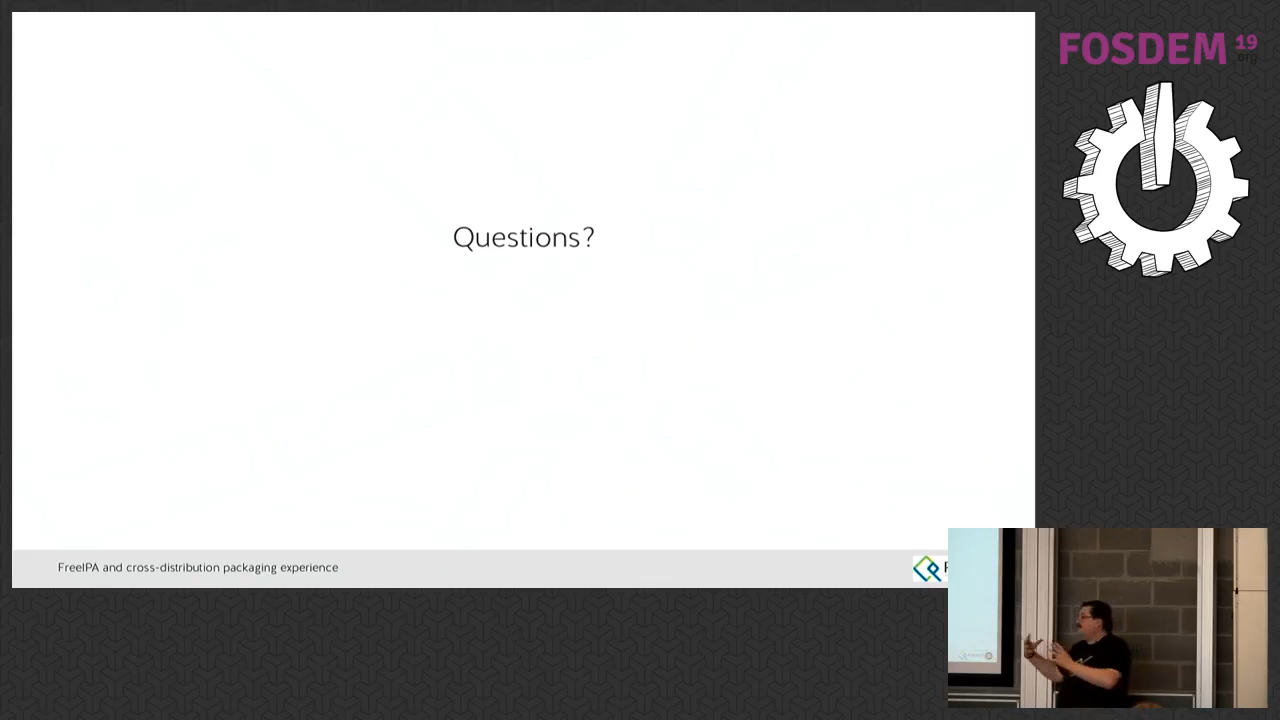 Questions?
FreeIPA and cross-distribution packaging experience
FOSDEM 19
.org